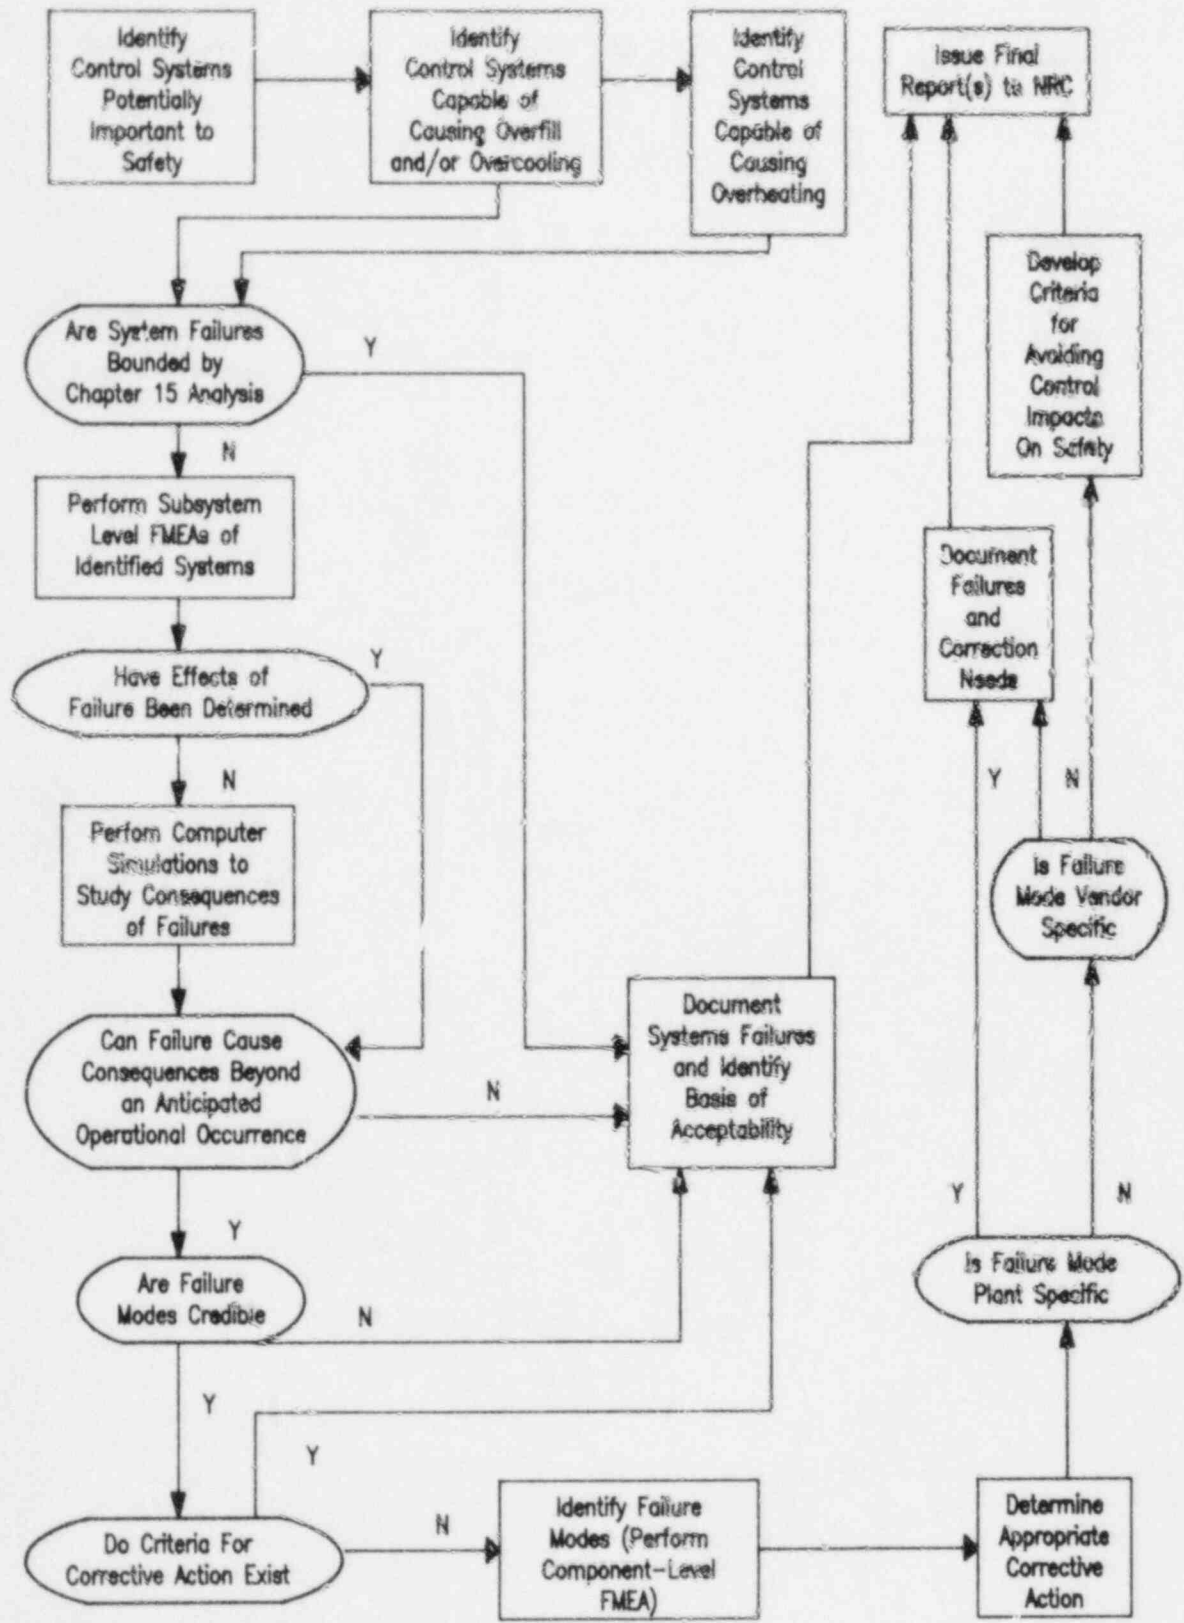 Identify
Control Systems
Potentially
Important to
Safety
Identify
Control Systems
Capable of
Causing Overfill
and/or Overcooling
Identify
Control
Systems
Capable of
Causing
Overheating
Issue Final
Report(s) to NRC
Are System Failures
Bounded by
Chapter 15 Analysis
Y
N
Develop
Criteria
for
Avoiding
Control
Impacts
On Safety
Perform Subsystem
Level FMEAs of
Identified Systems
Document
Failures
and
Correction
Needs
Have Effects of
Failure Been Determined
Y
N
Y
N
Perfom Computer
Simulations to
Study Consequences
of Failures
Is Failure
Mode Vendor
Specific
Can Failure Cause
Consequences Beyond
an Anticipated
Operational Occurrence
N
Y
Document
Systems Failures
and Identify
Basis of
Acceptability
Y
N
Are Failure
Modes Credible
N
Y
Is Failure Mode
Plant Specific
Do Criteria For
Corrective Action Exist
Y
N
Identify Failure
Modes (Perform
Component-Level
FMEA)
Determine
Appropriate
Corrective
Action